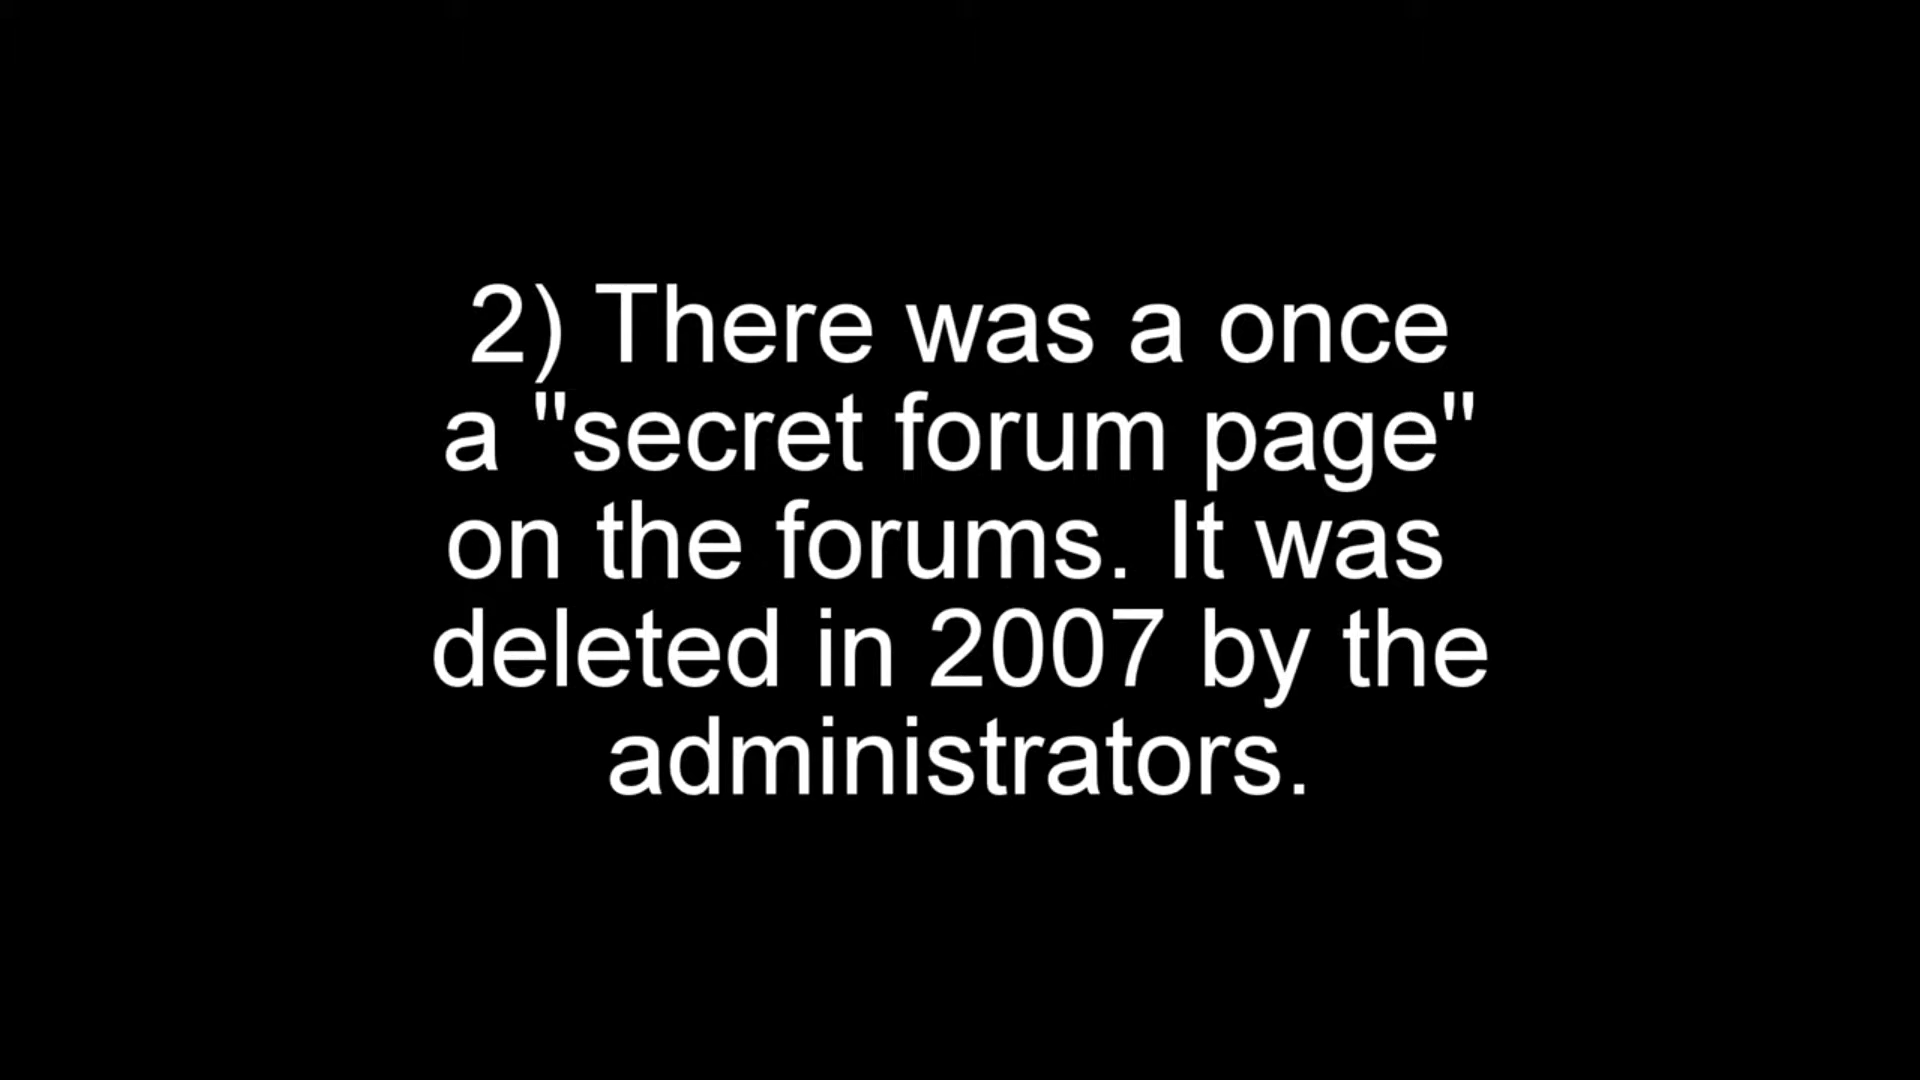 2) There was a once
a "secret forum page"
on the forums. It was
deleted in 2007 by the
administrators.